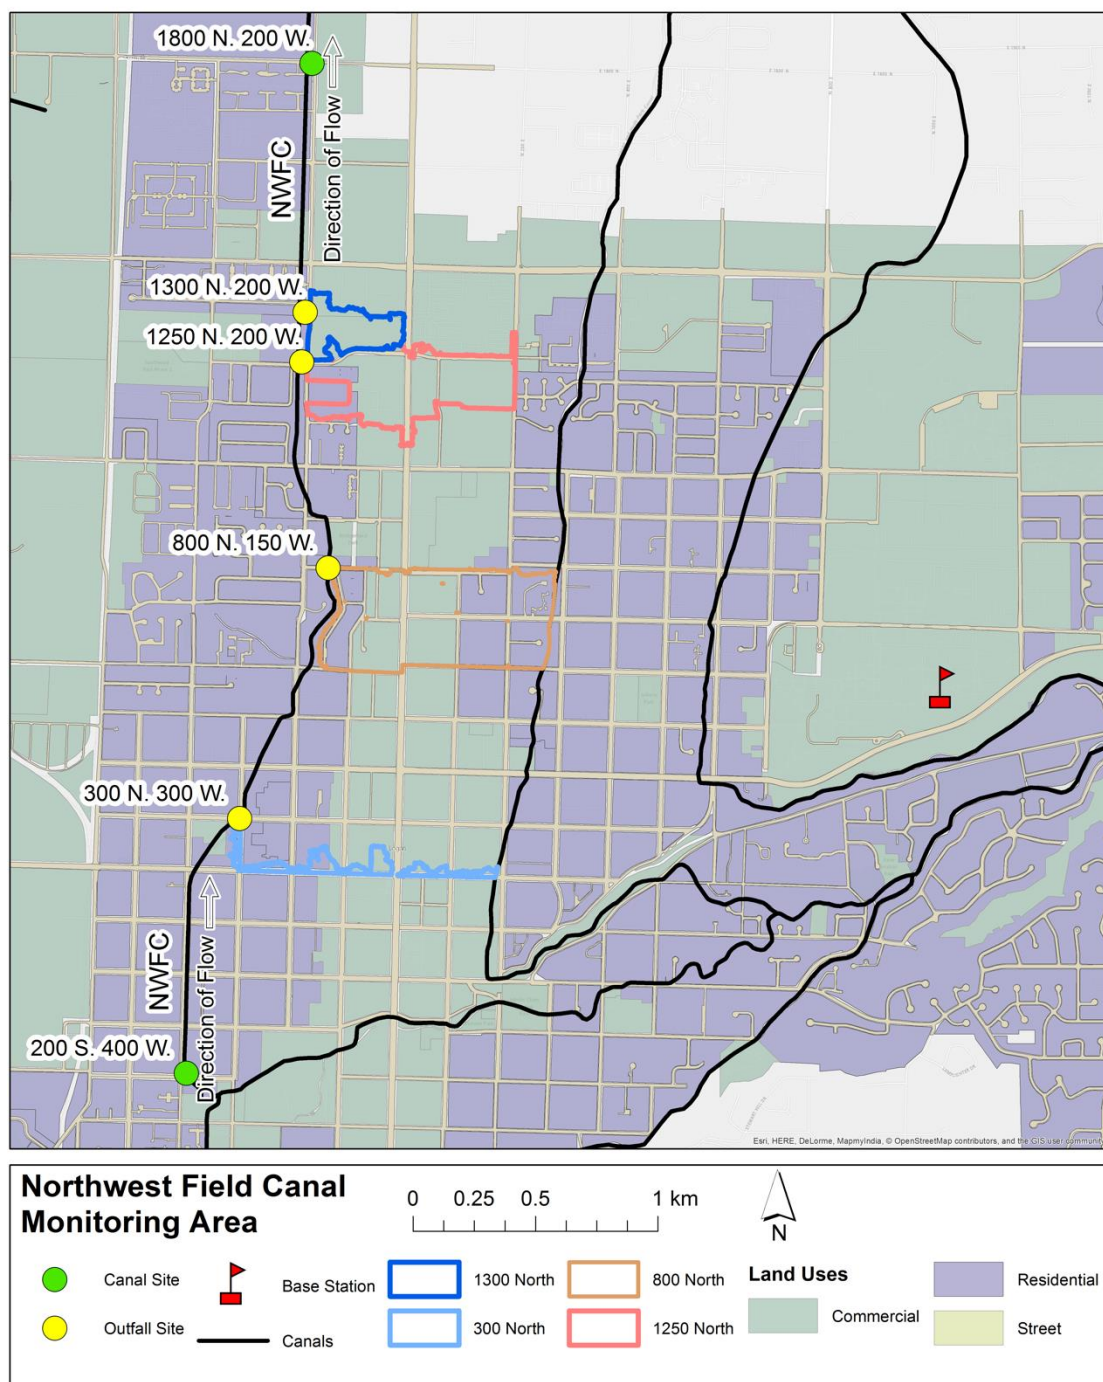 1800 N. 200 W.
NWFC
Direction of Flow
1300 N. 200 W.
1250 N. 200 W.
800 N. 150 W.
300 N. 300 W.
NWFC
Direction of Flow
200 S. 400 W.
Esri, HERE, DeLorme, MapmyIndia, © OpenStreetMap contributors, and the GIS user community
Northwest Field Canal
Monitoring Area
0 0.25 0.5 1 km
N
Canal Site
Base Station
1300 North
800 North
Land Uses
Residential
Commercial
Outfall Site
Canals
300 North
1250 North
Street